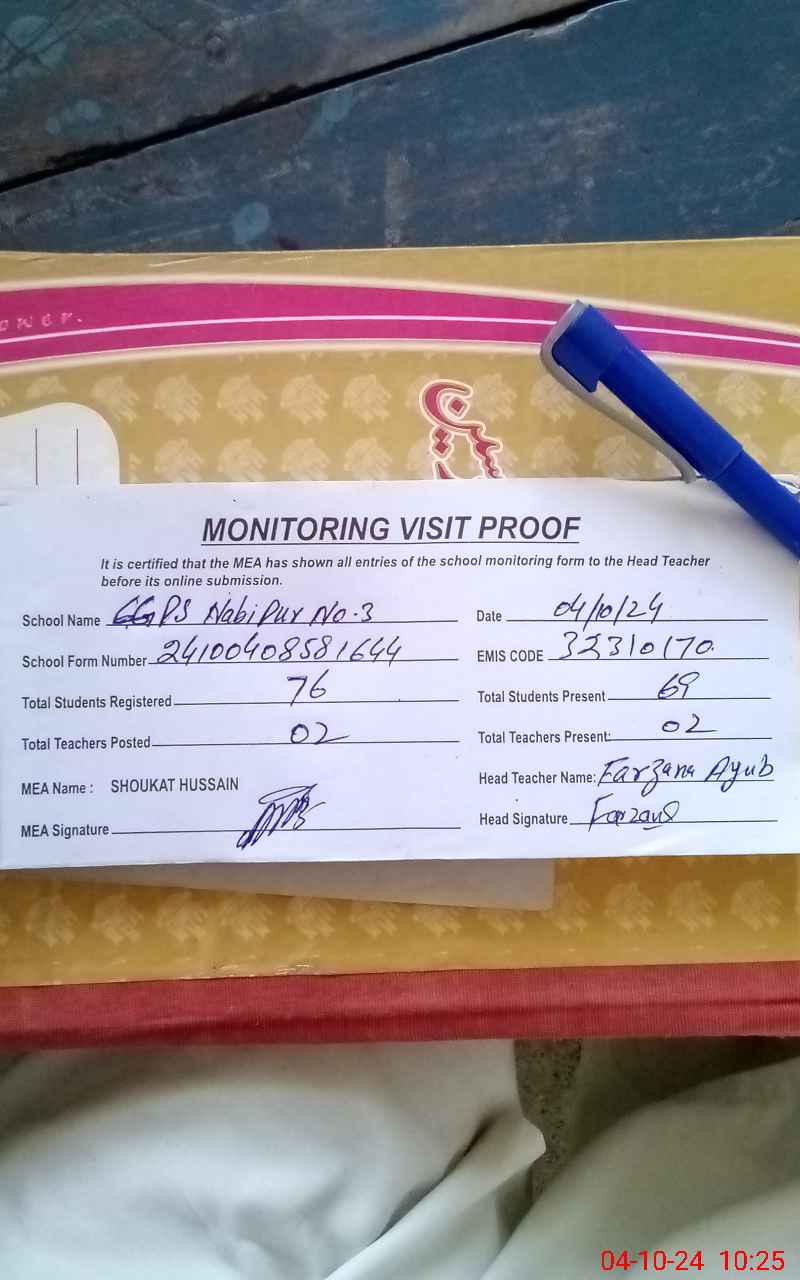 ower.
MONITORING VISIT PROOF
It is certified that the MEA has shown all entries of the school monitoring form to the Head Teacher
before its online submission.
School Name GGPS Nabipur No.3 Date 04/10/24
School Form Number 24100408581644 EMIS CODE 32310170
Total Students Registered 76 Total Students Present 69
Total Teachers Posted 02 Total Teachers Present: 02
MEA Name : SHOUKAT HUSSAIN Head Teacher Name: Farzana Ayub
MEA Signature Head Signature Farzana
04-10-24 10:25